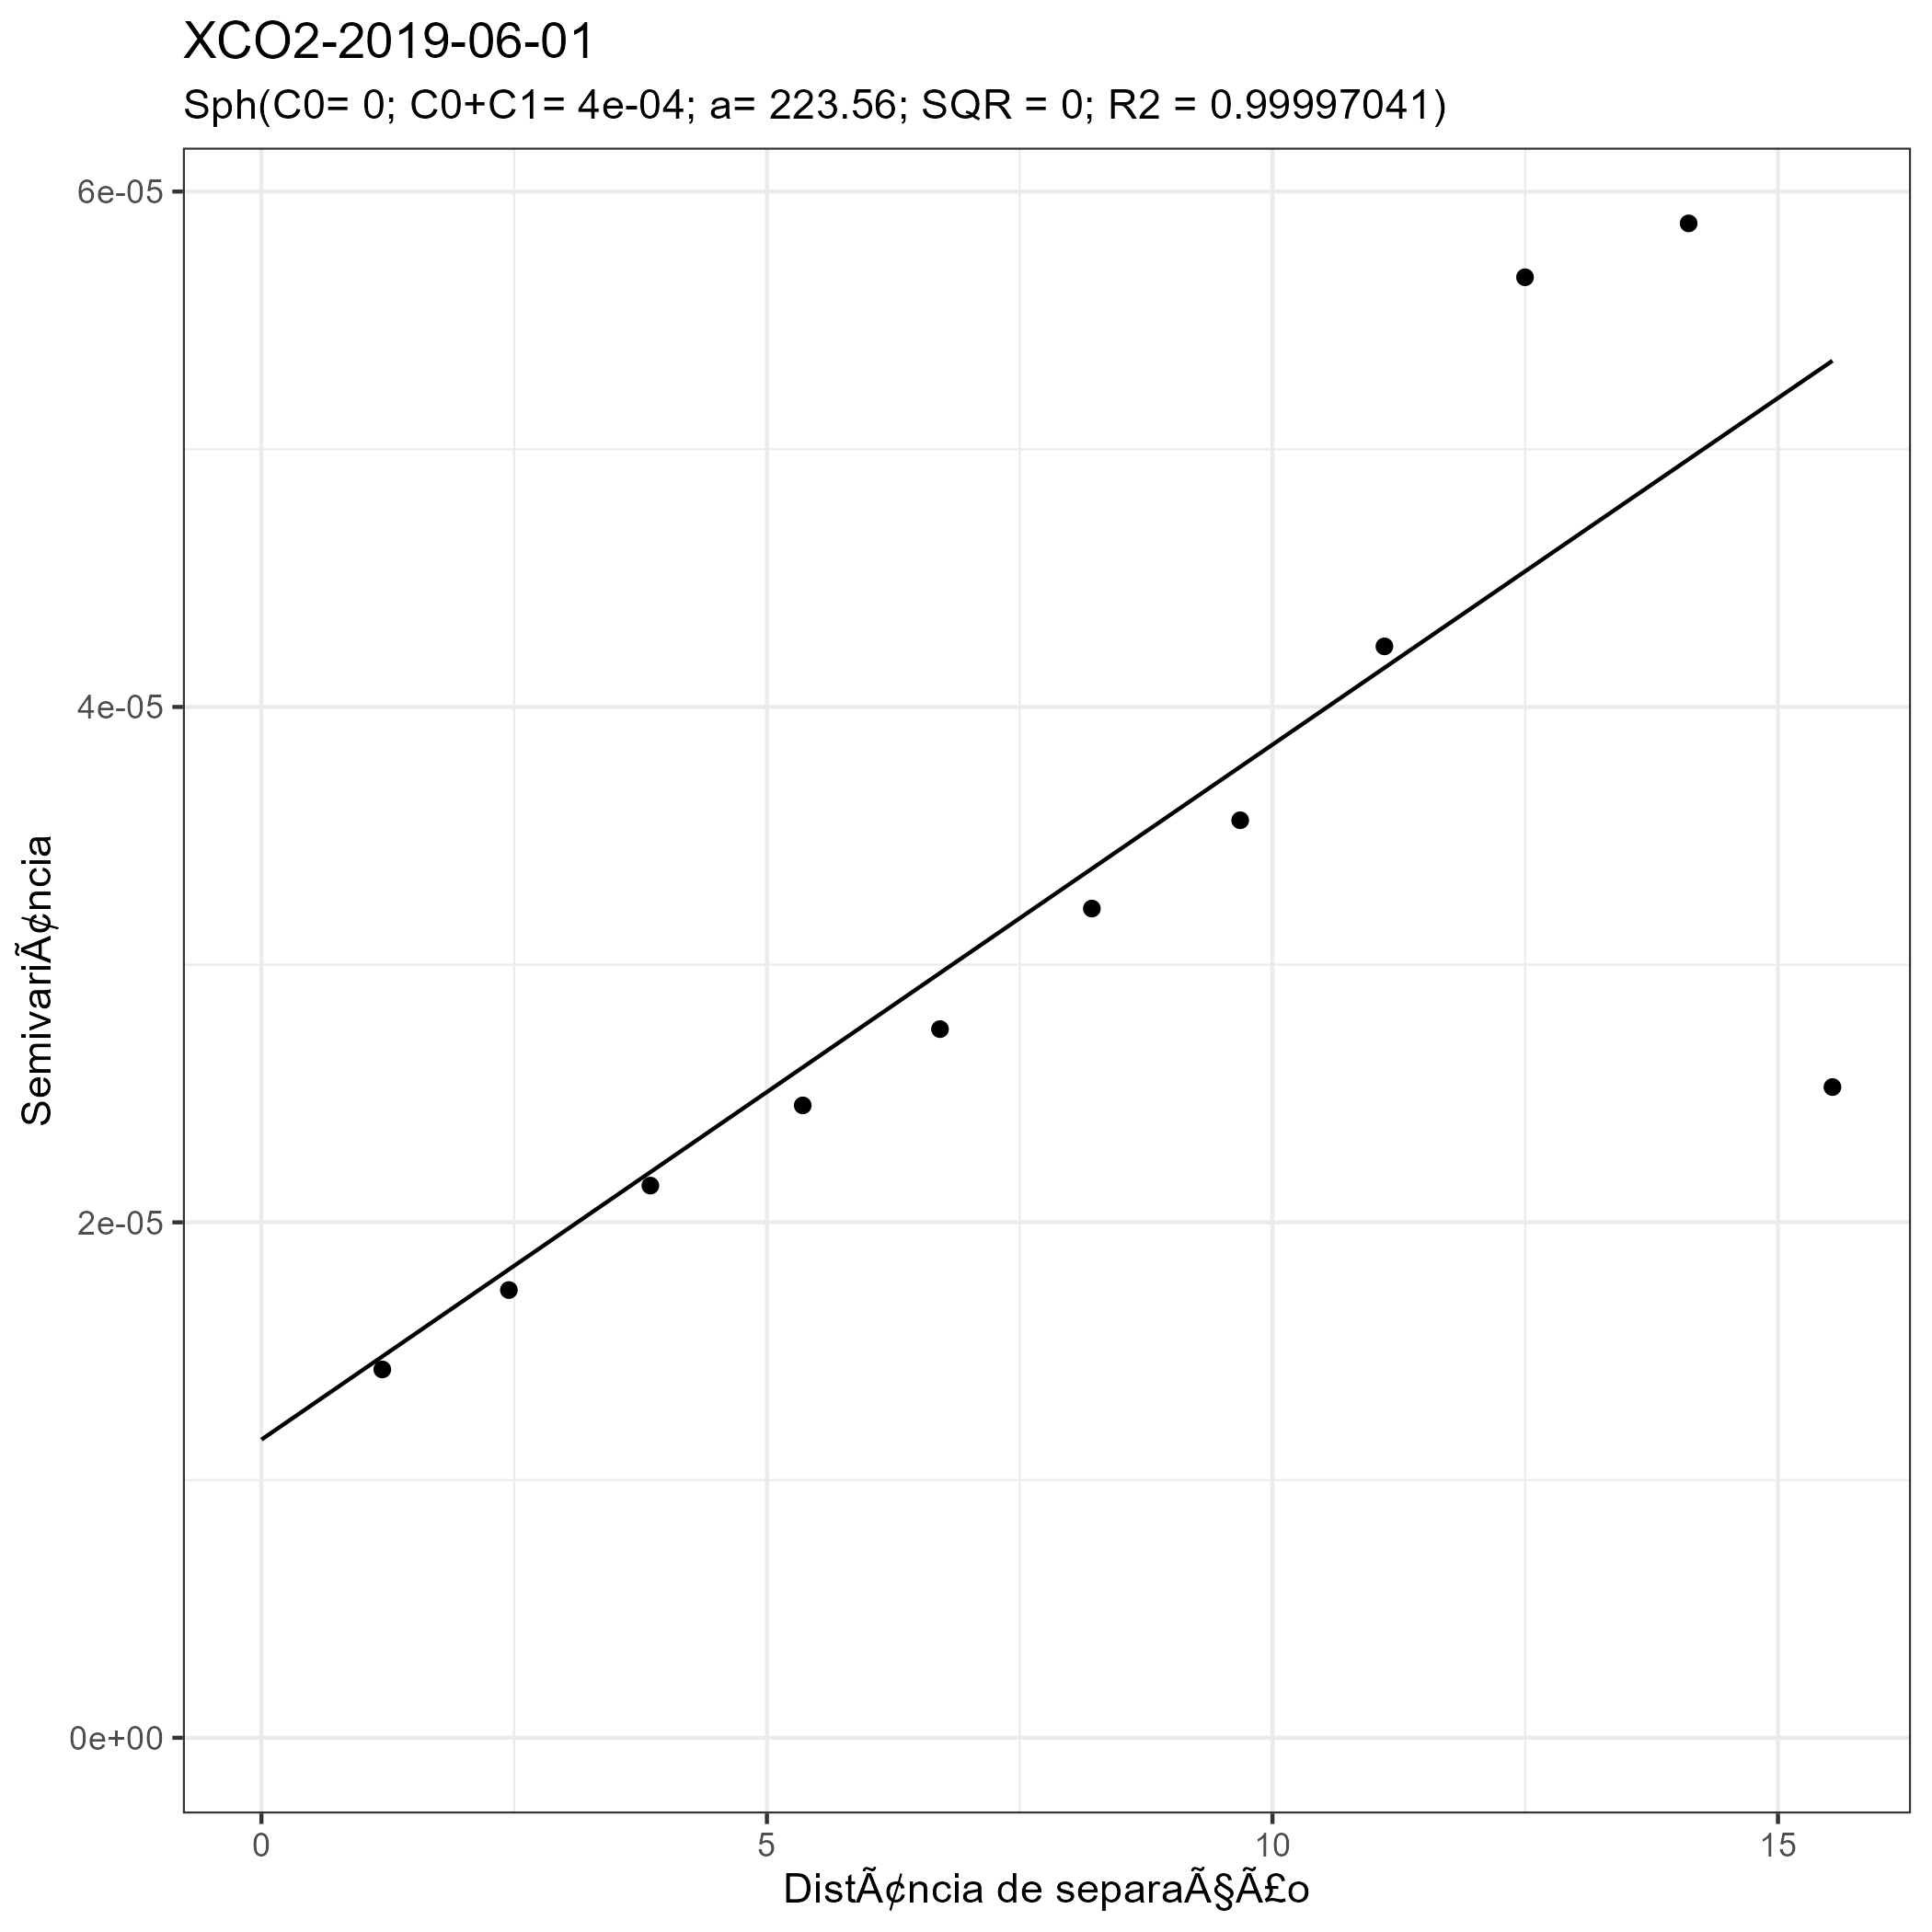 XCO2-2019-06-01
Sph(C0= 0; C0+C1= 4e-04; a= 223.56; SQR = 0; R2 = 0.99997041)
6e-05
4e-05
2e-05
0e+00
SemivariÃ¢ncia
0 5 10 15
DistÃ¢ncia de separaÃ§Ã£o